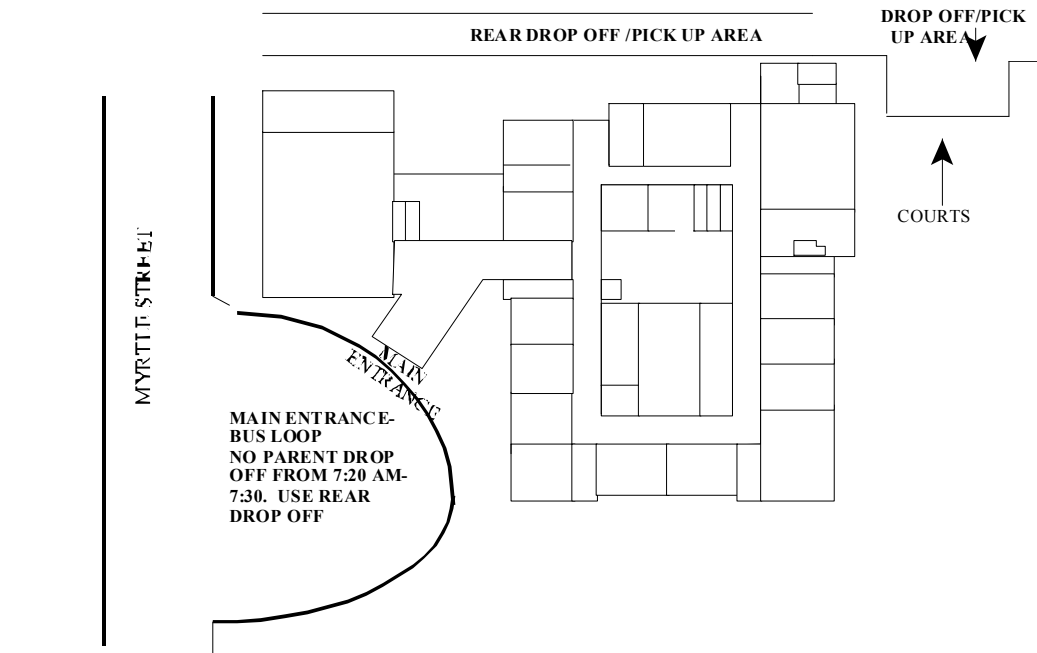 DROP OFF/PICK
UP AREA
REAR DROP OFF /PICK UP AREA
COURTS
MYRTLE STREET
MAIN
ENTRANCE
MAIN ENTRANCE-
BUS LOOP
NO PARENT DROP
OFF FROM 7:20 AM-
7:30. USE REAR
DROP OFF